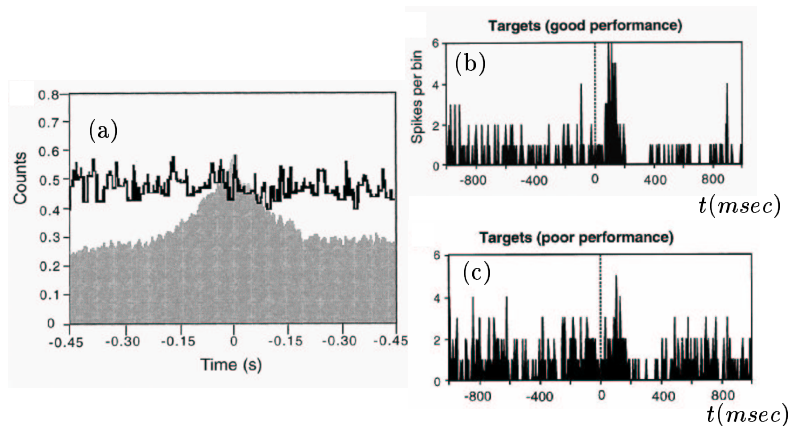 (a)
Counts
0.8
0.7
0.6
0.5
0.4
0.3
0.2
0.1
0
-0.45 -0.30 -0.15 0 -0.15 -0.30 -0.45
Time (s)
Targets (good performance)
(b)
Spikes per bin
6
4
2
0
-800 -400 0 400 800
t(msec)
Targets (poor performance)
(c)
6
4
2
0
-800 -400 0 400 800
t(msec)